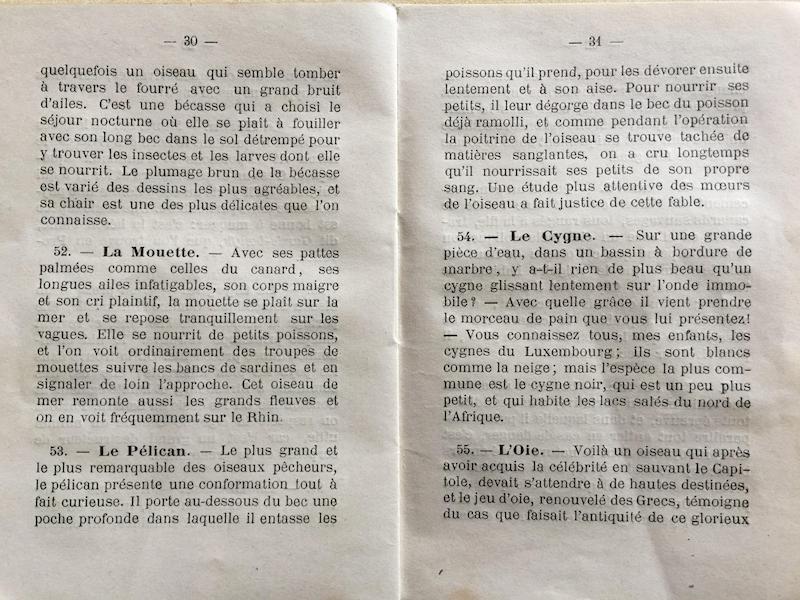 — 30 —
quelquefois un oiseau qui semble tomber
à travers le fourré avec un grand bruit
d'ailes. C'est une bécasse qui a choisi le
séjour nocturne où elle se plait à fouiller
avec son long bec dans le sol détrempé pour
y trouver les insectes et les larves dont elle
se nourrit. Le plumage brun de la bécasse
est varié des dessins les plus agréables, et
sa chair est une des plus délicates que l'on
connaisse.
52. — La Mouette. — Avec ses pattes
palmées comme celles du canard, ses
longues ailes infatigables, son corps maigre
et son cri plaintif, la mouette se plaît sur la
mer et se repose tranquillement sur les
vagues. Elle se nourrit de petits poissons,
et l'on voit ordinairement des troupes de
mouettes suivre les bancs de sardines et en
signaler de loin l'approche. Cet oiseau de
mer remonte aussi les grands fleuves et
on en voit fréquemment sur le Rhin.
53. — Le Pélican. — Le plus grand et
le plus remarquable des oiseaux pêcheurs,
le pélican présente une conformation tout à
fait curieuse. Il porte au-dessous du bec une
poche profonde dans laquelle il entasse les
— 31 —
poissons qu'il prend, pour les dévorer ensuite
lentement et à son aise. Pour nourrir ses
petits, il leur dégorge dans le bec du poisson
déjà ramolli, et comme pendant l'opération
la poitrine de l'oiseau se trouve tachée de
matières sanglantes, on a cru longtemps
qu'il nourrissait ses petits de son propre
sang. Une étude plus attentive des mœurs
de l'oiseau a fait justice de cette fable.
54. — Le Cygne. — Sur une grande
pièce d'eau, dans un bassin à bordure de
marbre, y a-t-il rien de plus beau qu'un
cygne glissant lentement sur l'onde immo-
bile? — Avec quelle grâce il vient prendre
le morceau de pain que vous lui présentez!
— Vous connaissez tous, mes enfants, les
cygnes du Luxembourg; ils sont blancs
comme la neige; mais l'espèce la plus com-
mune est le cygne noir, qui est un peu plus
petit, et qui habite les lacs salés du nord de
l'Afrique.
55. — L'Oie. — Voilà un oiseau qui après
avoir acquis la célébrité en sauvant le Capi-
tole, devait s'attendre à de hautes destinées,
et le jeu d'oie, renouvelé des Grecs, témoigne
du cas que faisait l'antiquité de ce glorieux